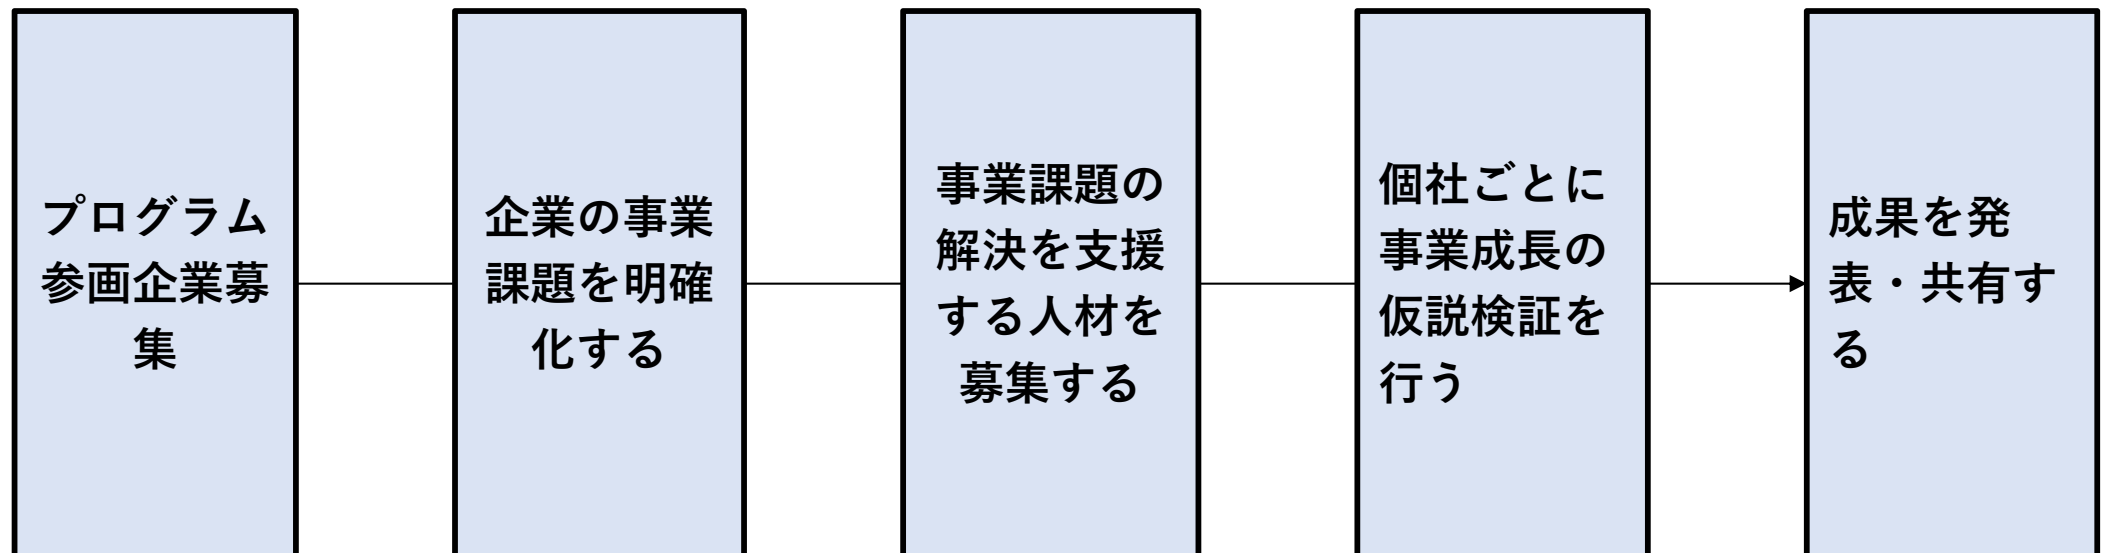 プログラム
参画企業募
集
企業の事業
課題を明確
化する
事業課題の
解決を支援
する人材を
募集する
個社ごとに
事業成長の
仮説検証を
行う
成果を発
表・共有す
る